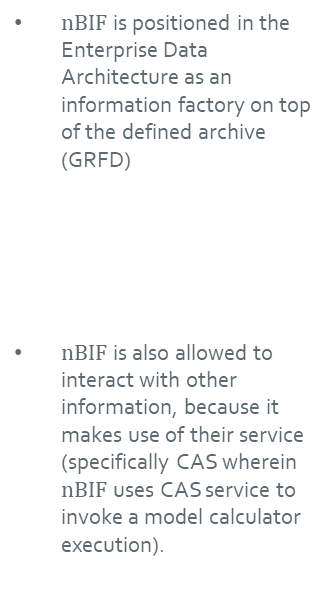 • nBIF is positioned in the
Enterprise Data
Architecture as an
information factory on top
of the defined archive
(GRFD)
• nBIF is also allowed to
interact with other
information, because it
makes use of their service
(specifically CAS wherein
nBIF uses CAS service to
invoke a model calculator
execution).